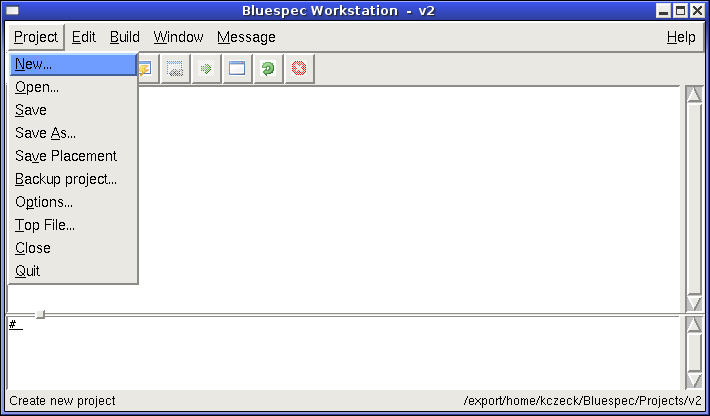 Bluespec Workstation - v2
Project Edit Build Window Message Help
New...
Open...
Save
Save As...
Save Placement
Backup project...
Options...
Top File...
Close
Quit
#
Create new project /export/home/kczeck/Bluespec/Projects/v2